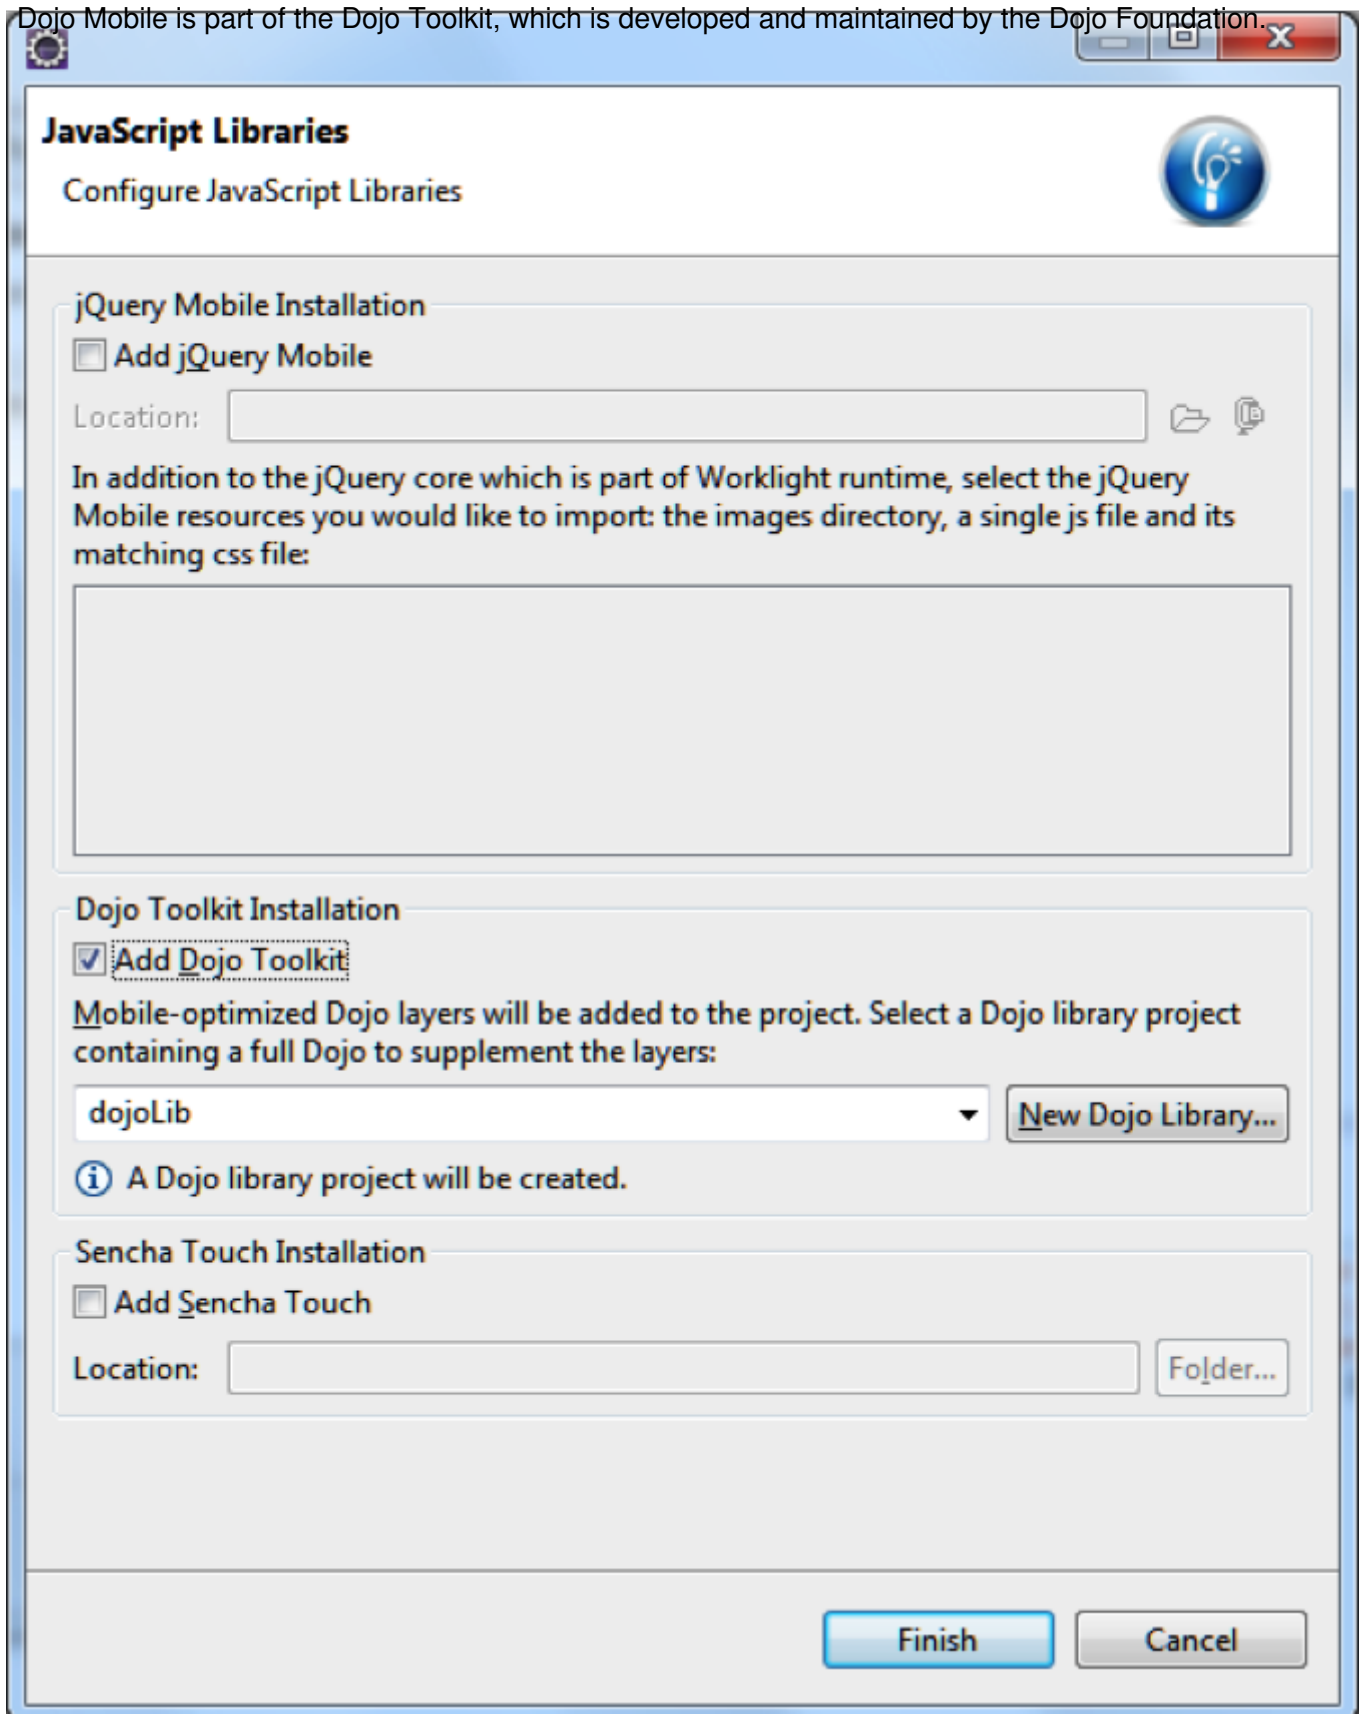 Dojo Mobile is part of the Dojo Toolkit, which is developed and maintained by the Dojo Foundation.
JavaScript Libraries
Configure JavaScript Libraries
jQuery Mobile Installation
Add jQuery Mobile
Location:
In addition to the jQuery core which is part of Worklight runtime, select the jQuery
Mobile resources you would like to import: the images directory, a single js file and its
matching css file:
Dojo Toolkit Installation
Add Dojo Toolkit
Mobile-optimized Dojo layers will be added to the project. Select a Dojo library project
containing a full Dojo to supplement the layers:
dojoLib
New Dojo Library...
A Dojo library project will be created.
Sencha Touch Installation
Add Sencha Touch
Location:
Folder...
Finish
Cancel